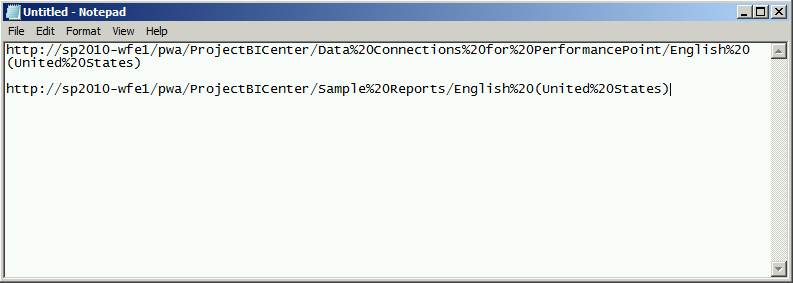 Untitled - Notepad
File Edit Format View Help
http://sp2010-wfe1/pwa/ProjectBICenter/Data%20Connections%20for%20PerformancePoint/English%20
(United%20States)
http://sp2010-wfe1/pwa/ProjectBICenter/Sample%20Reports/English%20(United%20States)